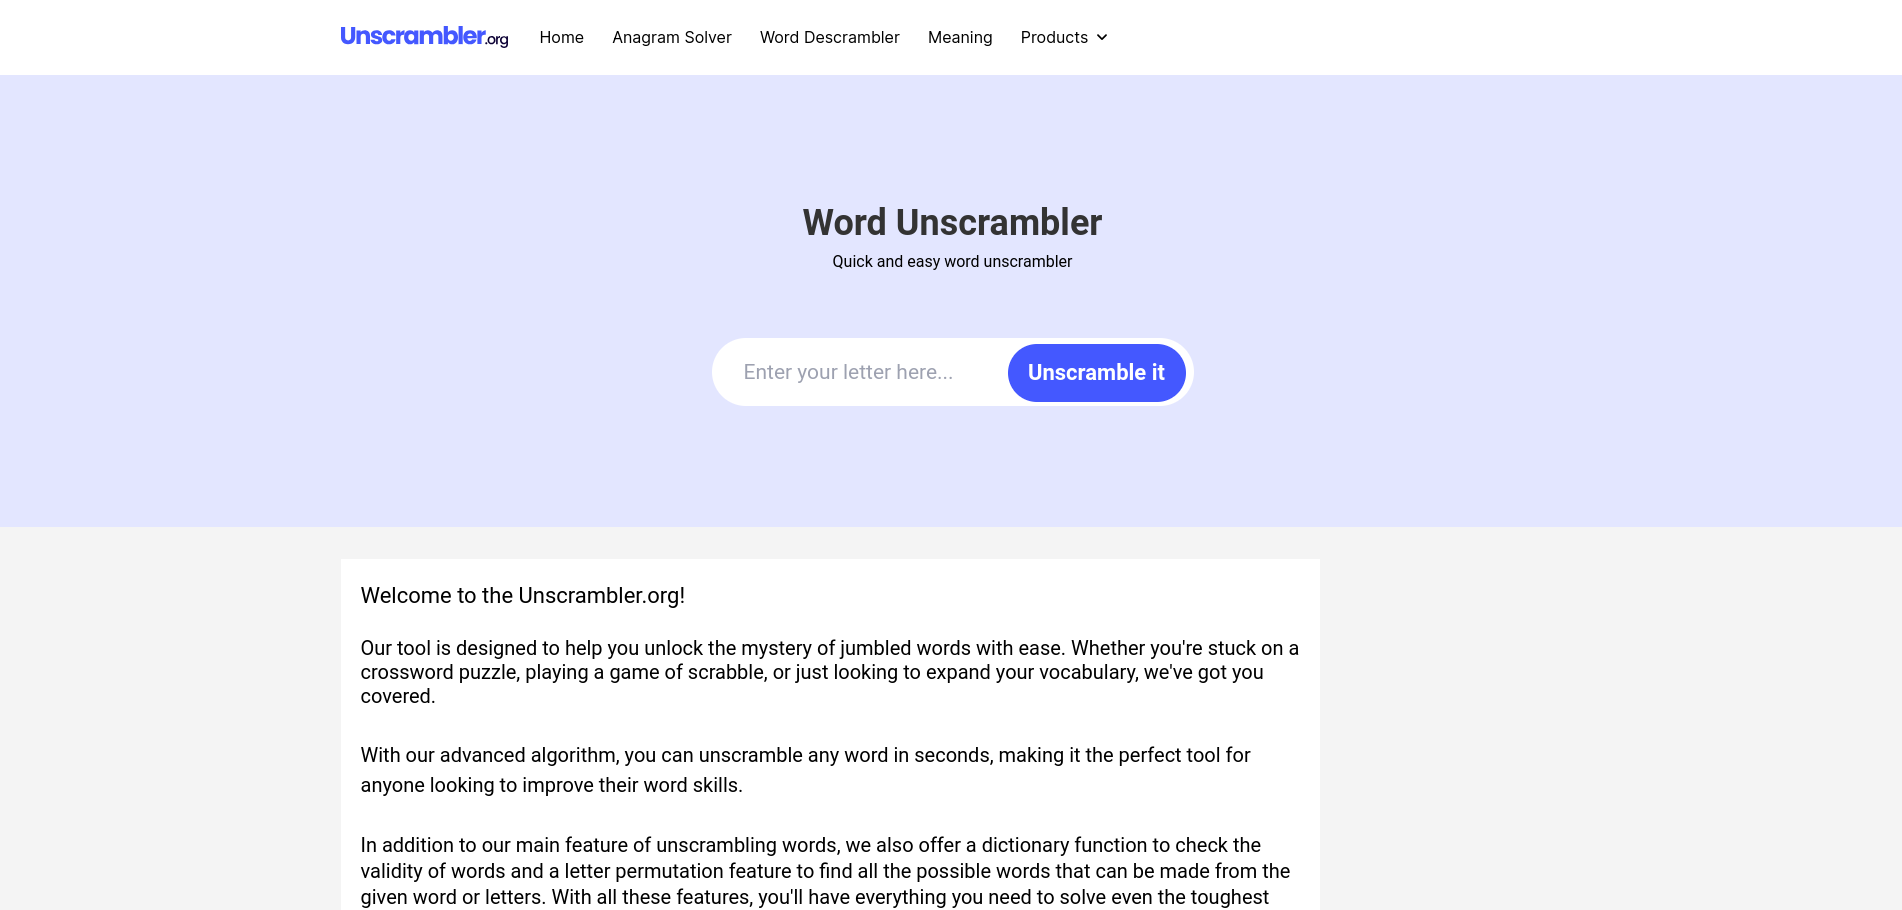 Unscrambler.org Home Anagram Solver Word Descrambler Meaning Products
Word Unscrambler
Quick and easy word unscrambler
Enter your letter here... Unscramble it
Welcome to the Unscrambler.org!
Our tool is designed to help you unlock the mystery of jumbled words with ease. Whether you're stuck on a
crossword puzzle, playing a game of scrabble, or just looking to expand your vocabulary, we've got you
covered.
With our advanced algorithm, you can unscramble any word in seconds, making it the perfect tool for
anyone looking to improve their word skills.
In addition to our main feature of unscrambling words, we also offer a dictionary function to check the
validity of words and a letter permutation feature to find all the possible words that can be made from the
given word or letters. With all these features, you'll have everything you need to solve even the toughest